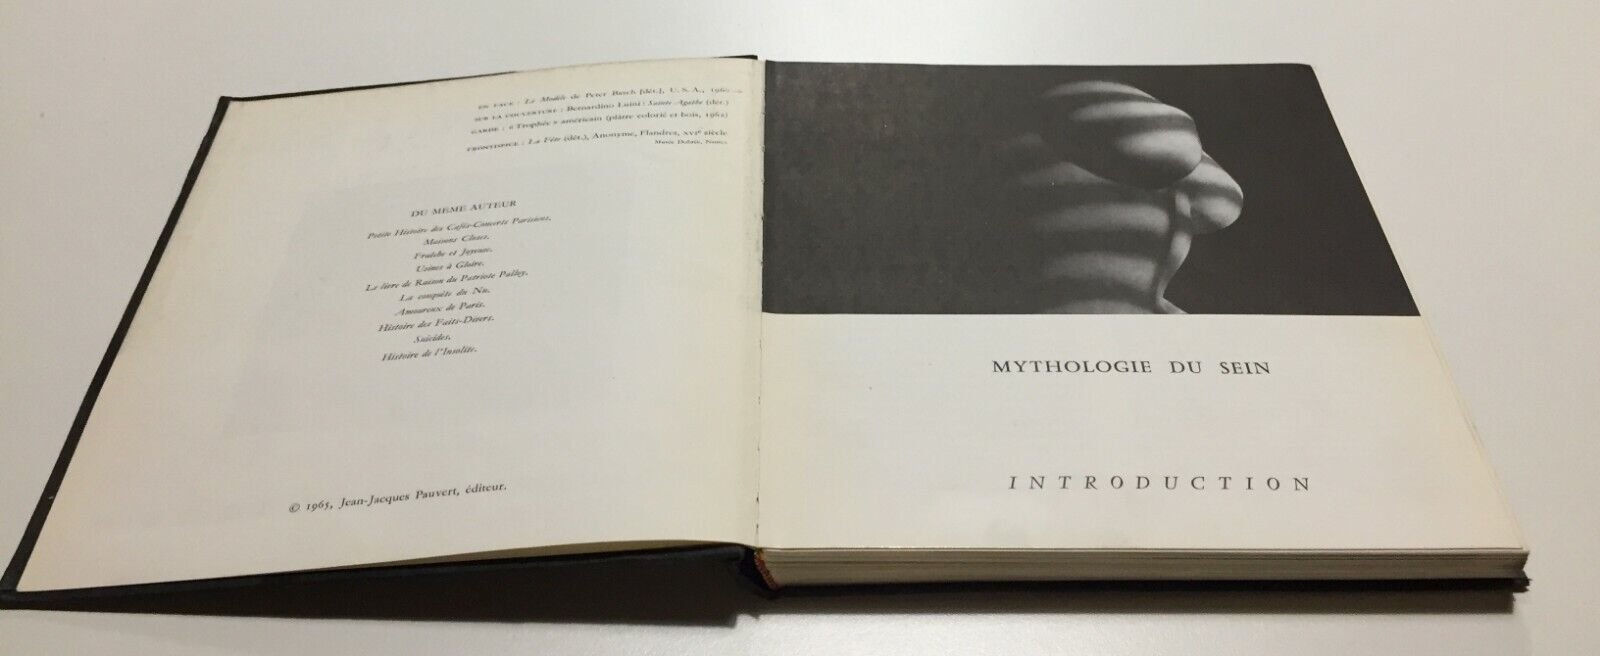 EN FACE : Le Modèle de Peter Basch [dét.], U. S. A., 1960
SUR LA COUVERTURE : Bernardino Luini : Sainte Agathe (dét.)
GARDE : « Trophée » américain (plâtre colorié et bois, 1962)
FRONTISPICE : La Fête (dét.), Anonyme, Flandres, XVIe siècle
Musée Dobrée, Nantes
DU MÊME AUTEUR
Petite Histoire des Cafés-Concerts Parisiens.
Maisons Closes.
Fraîche et Joyeuse.
Usines à Gloire.
Le livre de Raison du Patriote Palloy.
La conquête du Nu.
Amoureux de Paris.
Histoire des Faits-Divers.
Suicides.
Histoire de l'Insolite.
© 1965, Jean-Jacques Pauvert, éditeur.
MYTHOLOGIE DU SEIN
INTRODUCTION